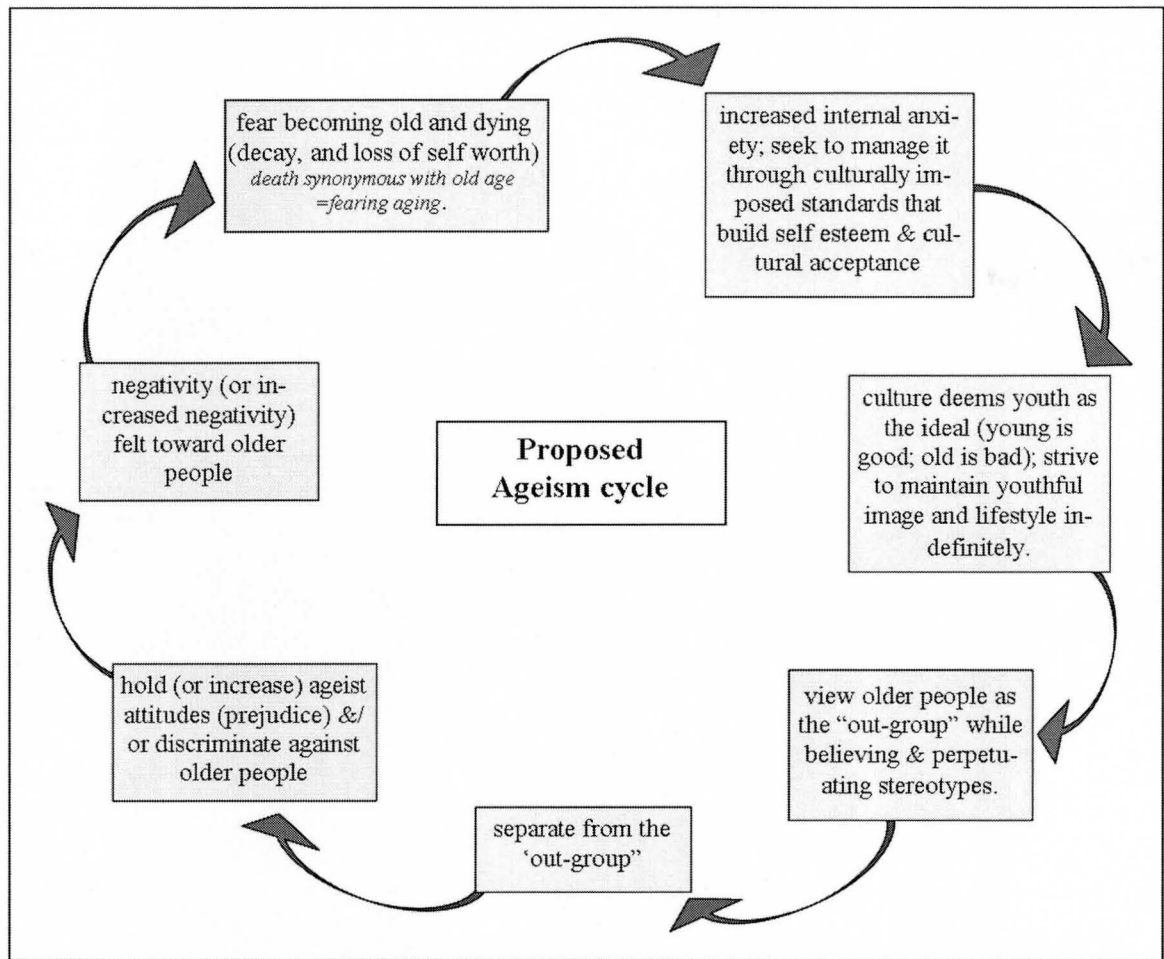 fear becoming old and dying
(decay, and loss of self worth)
death synonymous with old age
=fearing aging.
increased internal anxi-
ety; seek to manage it
through culturally im-
posed standards that
build self esteem & cul-
tural acceptance
culture deems youth as
the ideal (young is
good; old is bad); strive
to maintain youthful
image and lifestyle in-
definitely.
view older people as
the “out-group” while
believing & perpetu-
ating stereotypes.
separate from the
‘out-group”
hold (or increase) ageist
attitudes (prejudice) &/
or discriminate against
older people
negativity (or in-
creased negativity)
felt toward older
people
Proposed
Ageism cycle